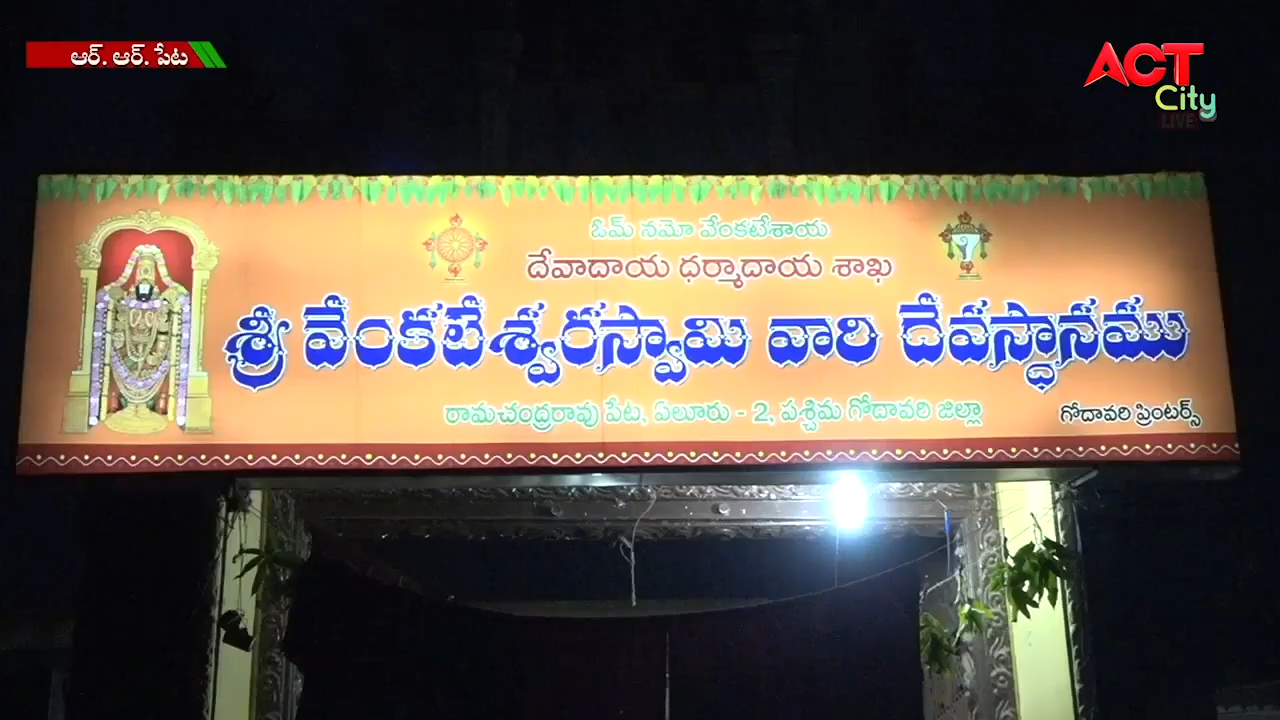 ఆర్. ఆర్. పేట
ACT
City
LIVE
ఓమ్ నమో వేంకటేశాయ
దేవాదాయ ధర్మాదాయ శాఖ
శ్రీ వేంకటేశ్వరస్వామి వారి దేవస్ధానము
రామచంద్రరావు పేట, ఏలూరు - 2, పశ్చిమ గోదావరి జిల్లా
గోదావరి ప్రింటర్స్